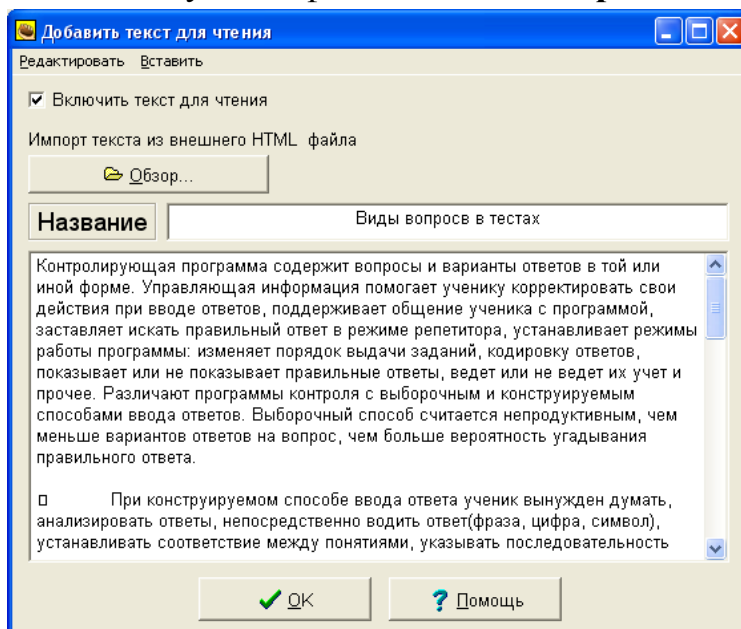 Добавить текст для чтения
Редактировать Вставить
Включить текст для чтения
Импорт текста из внешнего HTML файла
Обзор...
Название Виды вопрсв в тестах
Контролирующая программа содержит вопросы и варианты ответов в той или
иной форме. Управляющая информация помогает ученику корректировать свои
действия при вводе ответов, поддерживает общение ученика с программой,
заставляет искать правильный ответ в режиме репетитора, устанавливает режимы
работы программы: изменяет порядок выдачи заданий, кодировку ответов,
показывает или не показывает правильные ответы, ведет или не ведет их учет и
прочее. Различают программы контроля с выборочным и конструируемым
способами ввода ответов. Выборочный способ считается непродуктивным, чем
меньше вариантов ответов на вопрос, чем больше вероятность угадывания
правильного ответа.
При конструируемом способе ввода ответа ученик вынужден думать,
анализировать ответы, непосредственно водить ответ(фраза, цифра, символ),
устанавливать соответствие между понятиями, указывать последовательность
OK Помощь